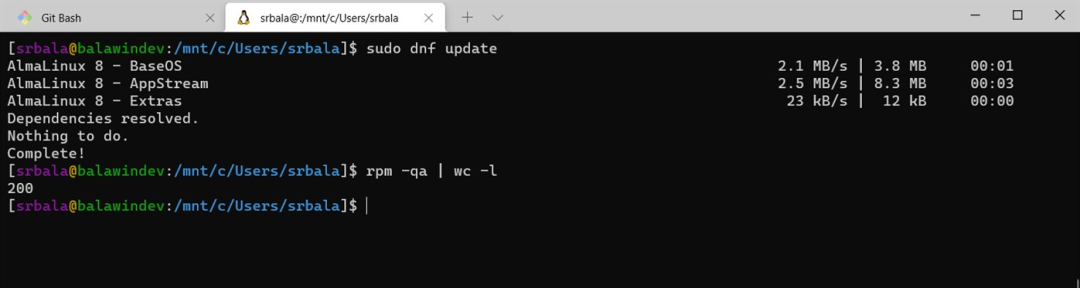 Git Bash
srbala@:/mnt/c/Users/srbala
[srbala@balawindev:/mnt/c/Users/srbala]$ sudo dnf update
AlmaLinux 8 - BaseOS 2.1 MB/s | 3.8 MB 00:01
AlmaLinux 8 - AppStream 2.5 MB/s | 8.3 MB 00:03
AlmaLinux 8 - Extras 23 kB/s | 12 kB 00:00
Dependencies resolved.
Nothing to do.
Complete!
[srbala@balawindev:/mnt/c/Users/srbala]$ rpm -qa | wc -l
200
[srbala@balawindev:/mnt/c/Users/srbala]$